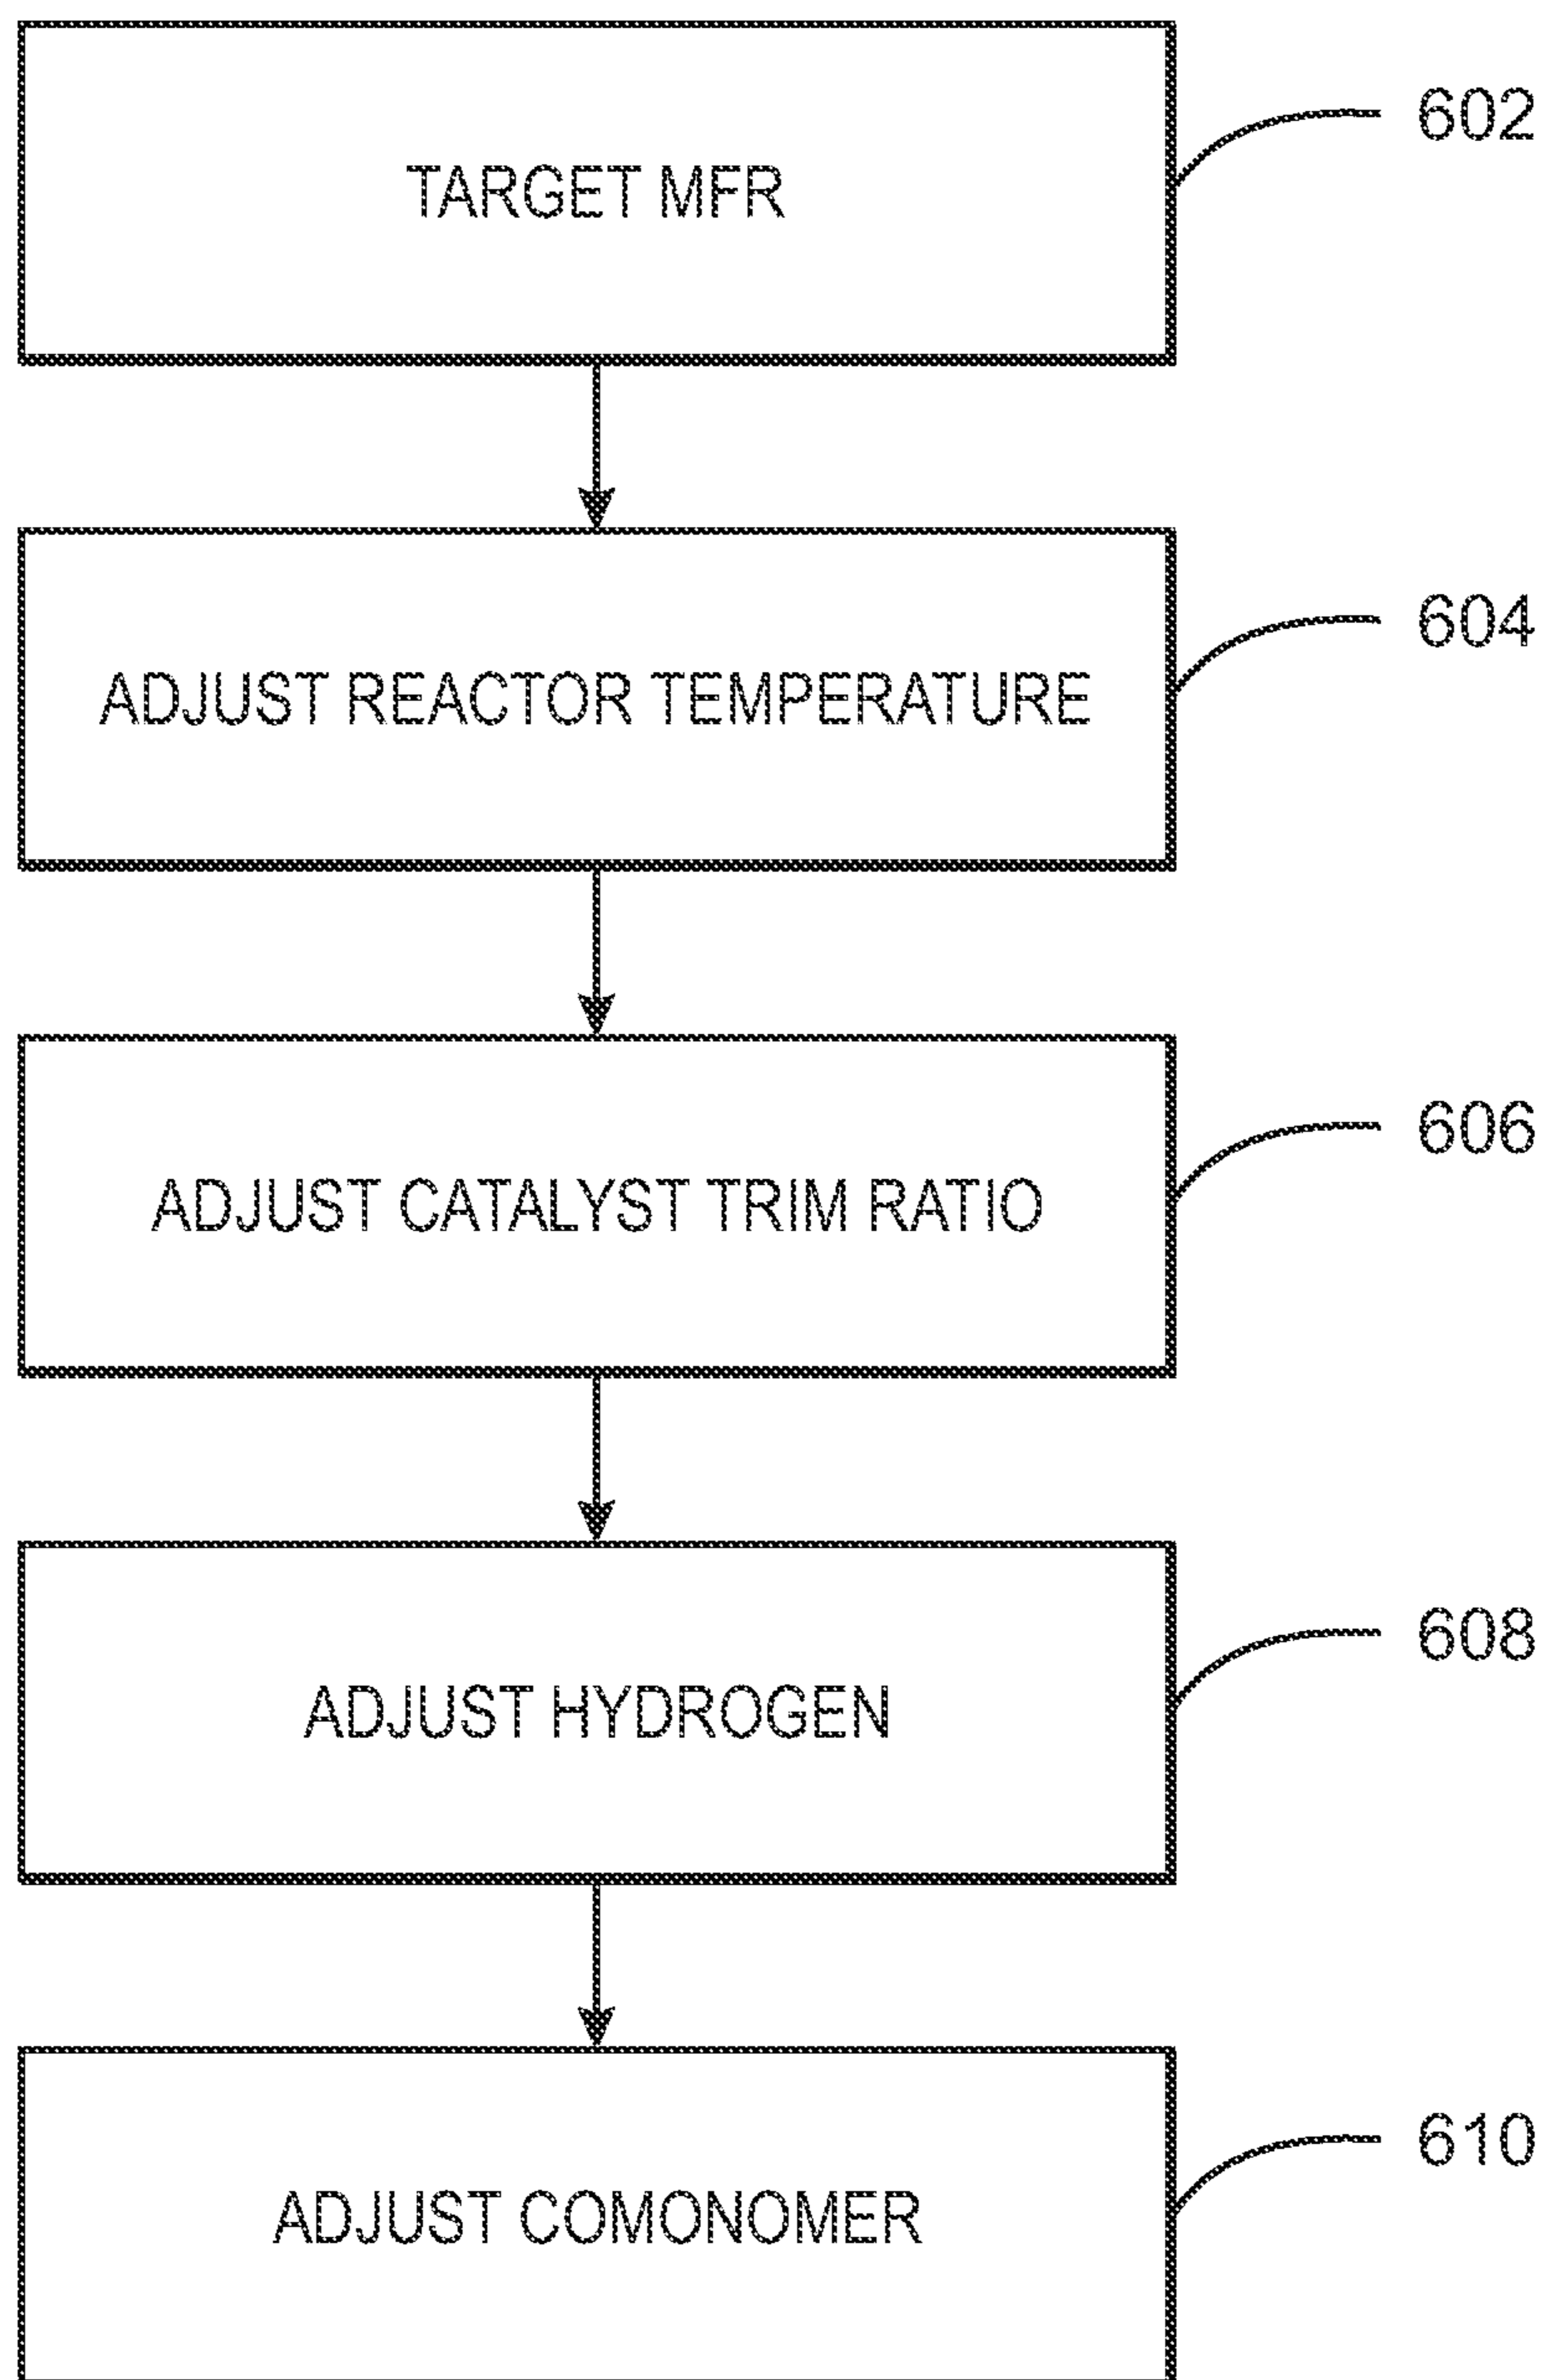 TARGET MFR
602
ADJUST REACTOR TEMPERATURE
604
ADJUST CATALYST TRIM RATIO
606
ADJUST HYDROGEN
608
ADJUST COMONOMER
610